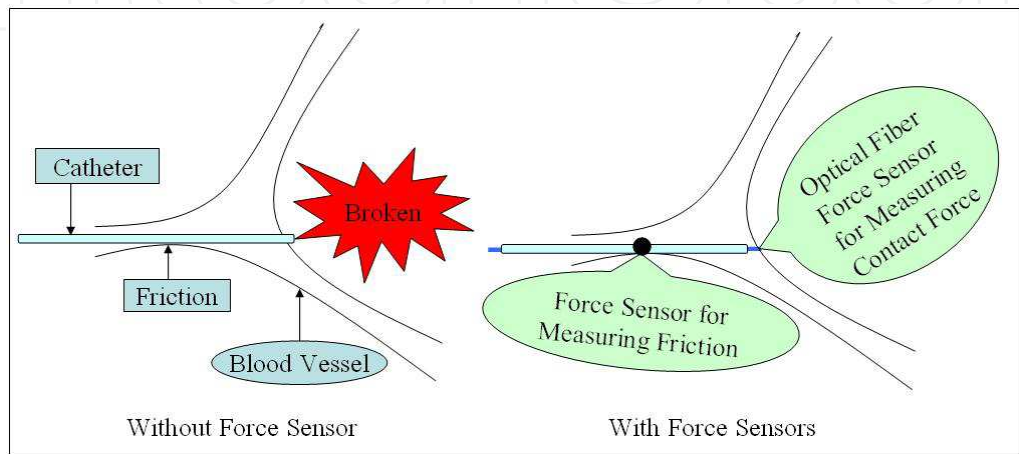 Catheter
Friction
Broken
Blood Vessel
Without Force Sensor
Optical Fiber
Force Sensor
for Measuring
Contact Force
Force Sensor for
Measuring Friction
With Force Sensors